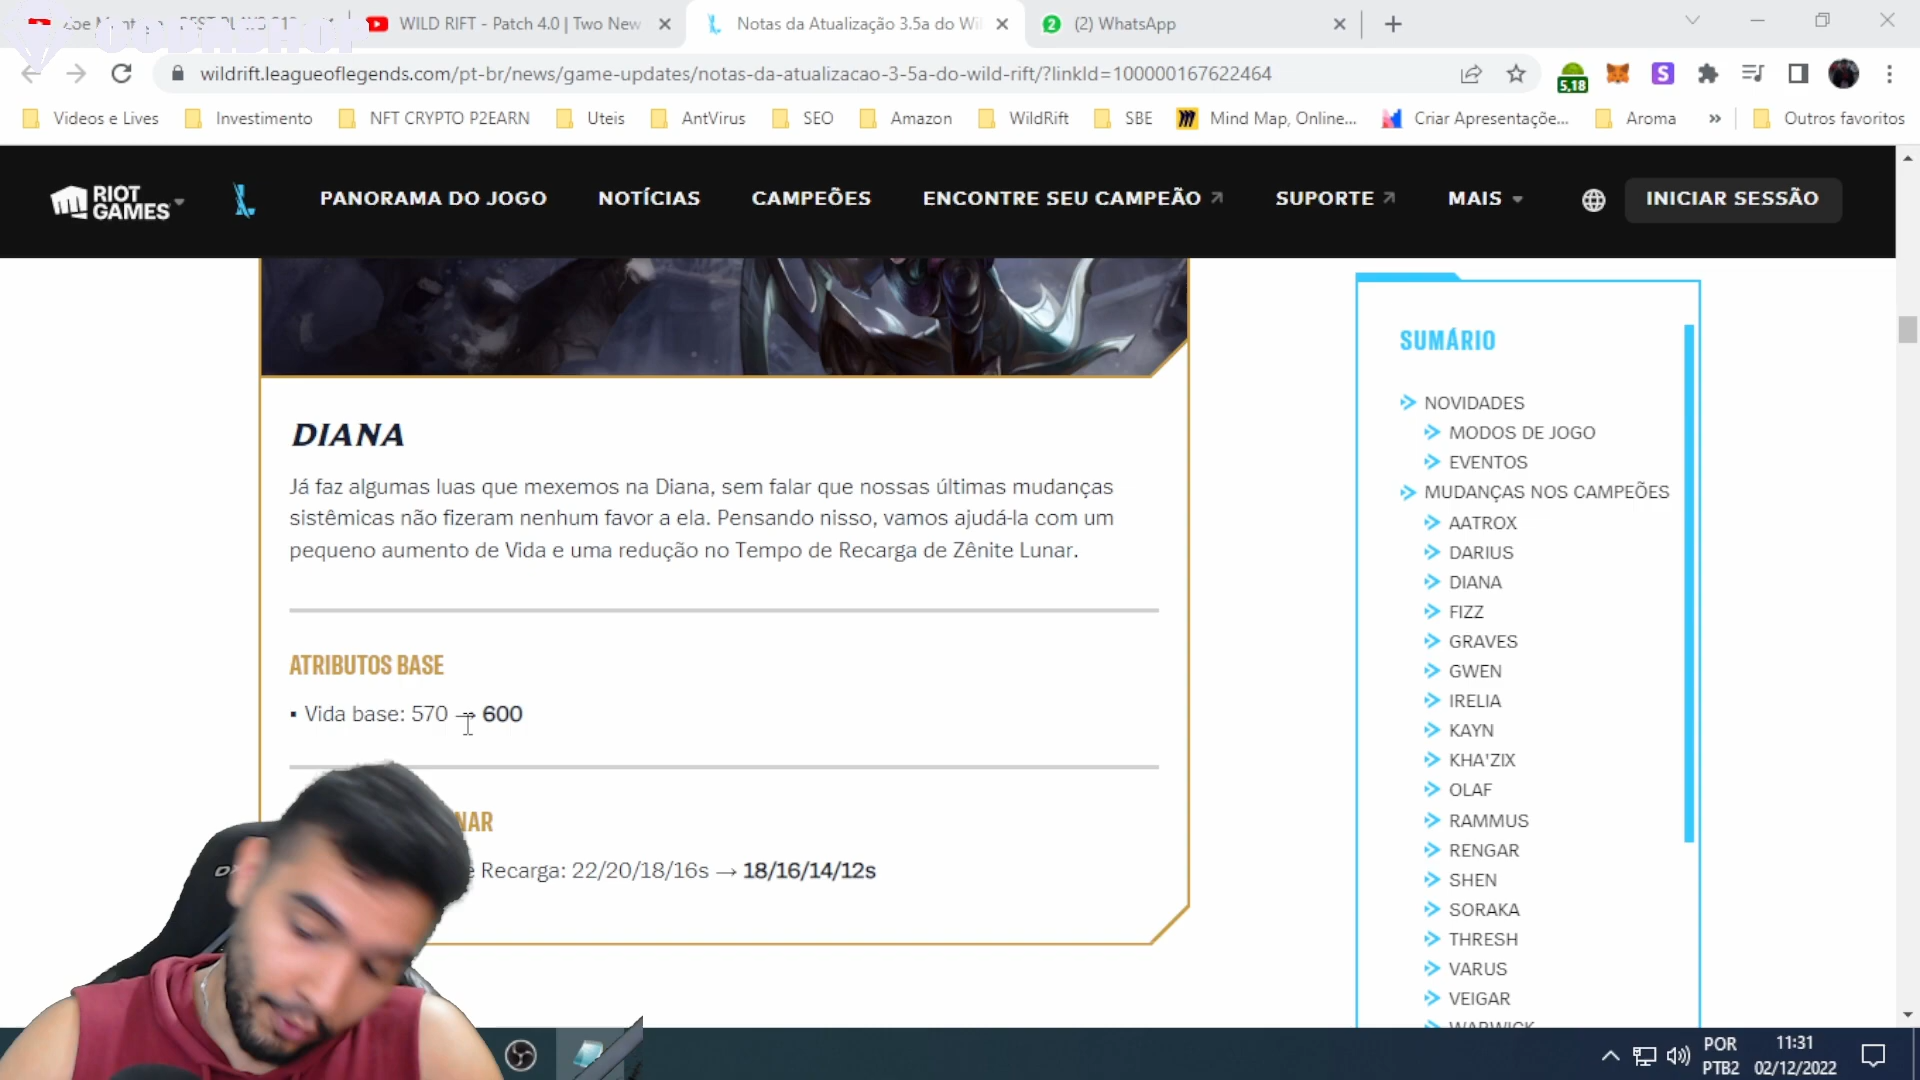 WILD RIFT - Patch 4.0 | Two New
Notas da Atualização 3.5a do Wil
(2) WhatsApp
wildrift.leagueoflegends.com/pt-br/news/game-updates/notas-da-atualizacao-3-5a-do-wild-rift/?linkId=100000167622464
5,18
Videos e Lives
Investimento
NFT CRYPTO P2EARN
Uteis
AntVirus
SEO
Amazon
WildRift
SBE
Mind Map, Online...
Criar Apresentaçõe...
Aroma
»
Outros favoritos
RIOT GAMES
PANORAMA DO JOGO
NOTÍCIAS
CAMPEÕES
ENCONTRE SEU CAMPEÃO
SUPORTE
MAIS
INICIAR SESSÃO
DIANA
Já faz algumas luas que mexemos na Diana, sem falar que nossas últimas mudanças
sistêmicas não fizeram nenhum favor a ela. Pensando nisso, vamos ajudá-la com um
pequeno aumento de Vida e uma redução no Tempo de Recarga de Zênite Lunar.
ATRIBUTOS BASE
▪ Vida base: 570 → 600
NAR
e Recarga: 22/20/18/16s → 18/16/14/12s
SUMÁRIO
NOVIDADES
MODOS DE JOGO
EVENTOS
MUDANÇAS NOS CAMPEÕES
AATROX
DARIUS
DIANA
FIZZ
GRAVES
GWEN
IRELIA
KAYN
KHA'ZIX
OLAF
RAMMUS
RENGAR
SHEN
SORAKA
THRESH
VARUS
VEIGAR
WARWICK
POR
PTB2
11:31
02/12/2022